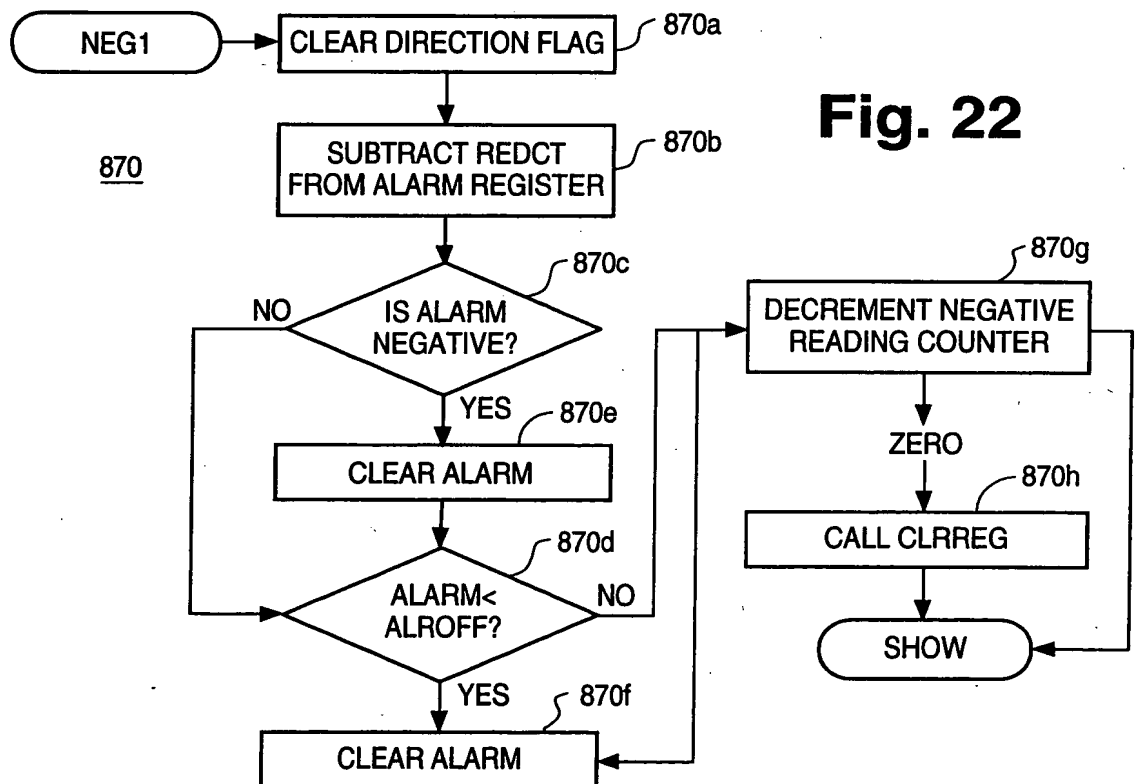 NEG1
CLEAR DIRECTION FLAG
870a
Fig. 22
870
SUBTRACT REDCT
FROM ALARM REGISTER
870b
870c
NO
IS ALARM
NEGATIVE?
YES
870e
CLEAR ALARM
870d
ALARM<
ALROFF?
NO
YES
870f
CLEAR ALARM
870g
DECREMENT NEGATIVE
READING COUNTER
ZERO
870h
CALL CLRREG
SHOW